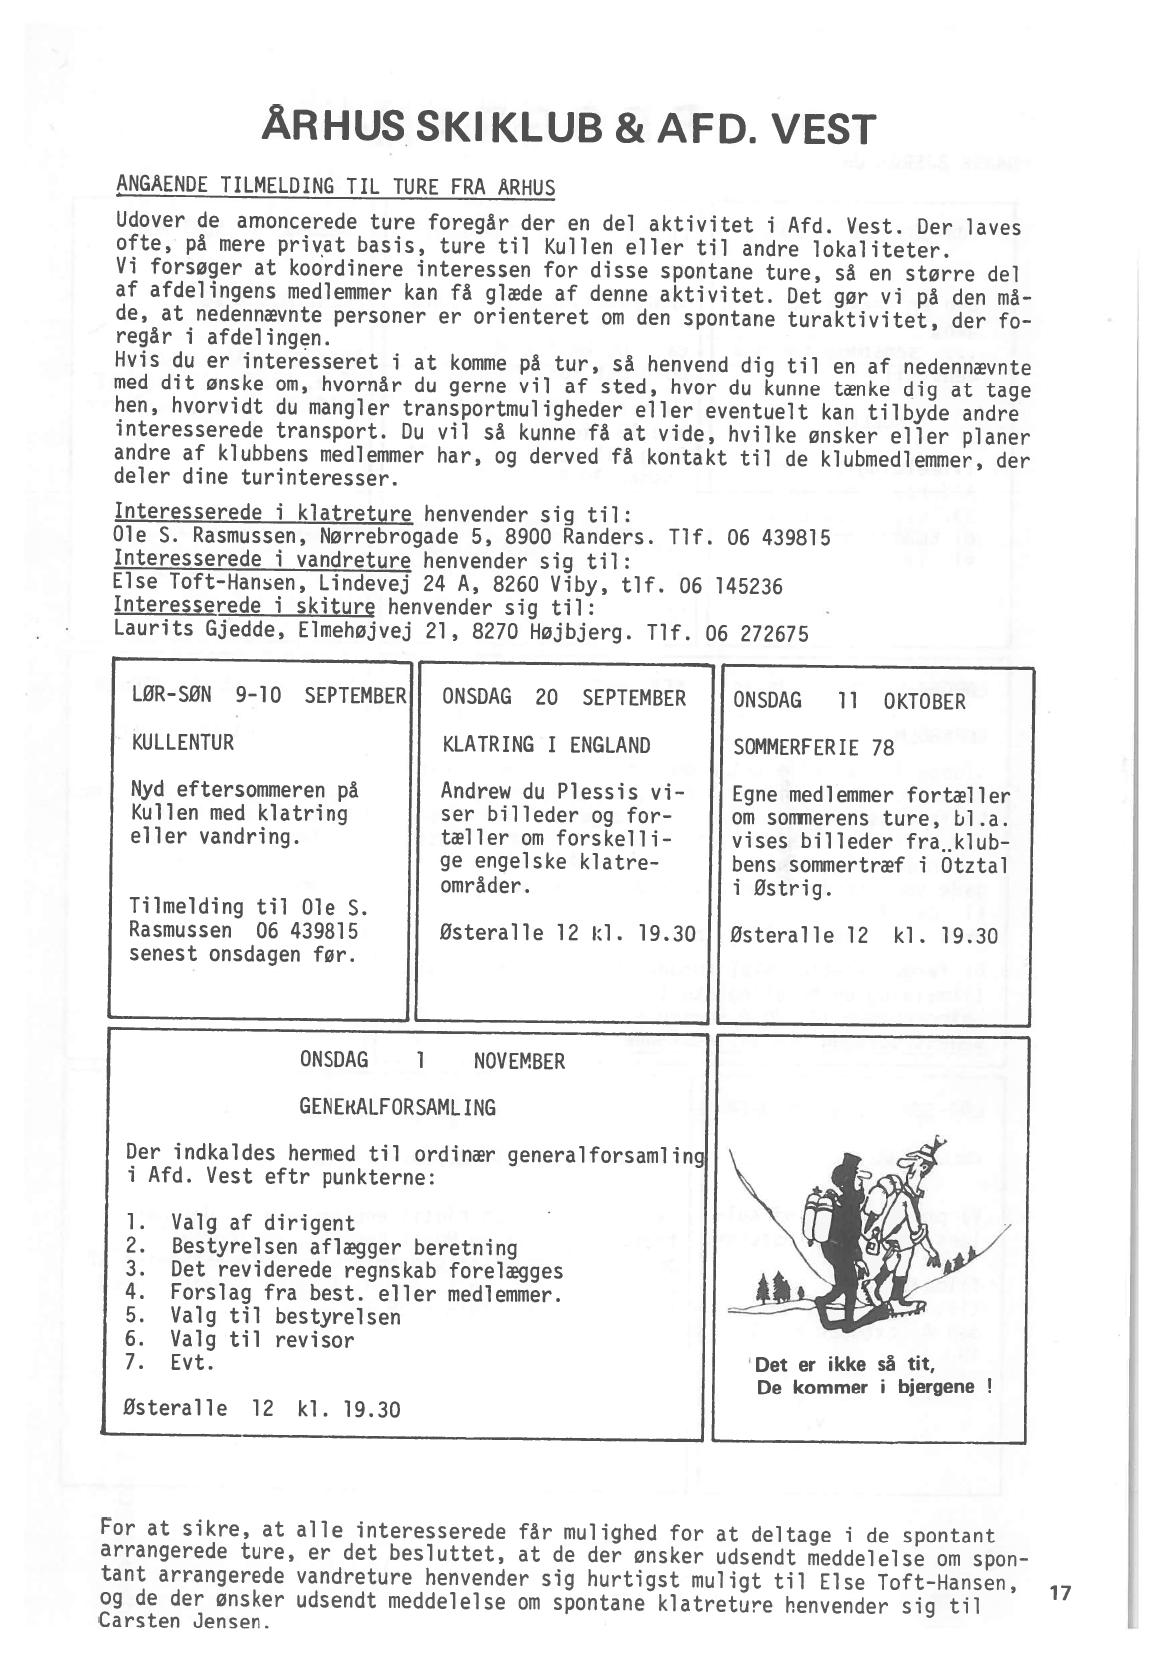 ÅRHUS SKIKLUB & AFD. VEST
ANGÅENDE TILMELDING TIL TURE FRA ÅRHUS
Udover de amoncerede ture foregår der en del aktivitet i Afd. Vest. Der laves
ofte, på mere privat basis, ture til Kullen eller til andre lokaliteter.
Vi forsøger at koordinere interessen for disse spontane ture, så en større del
af afdelingens medlemmer kan få glæde af denne aktivitet. Det gør vi på den må-
de, at nedennævnte personer er orienteret om den spontane turaktivitet, der fo-
regår i afdelingen.
Hvis du er interesseret i at komme på tur, så henvend dig til en af nedennævnte
med dit ønske om, hvornår du gerne vil af sted, hvor du kunne tænke dig at tage
hen, hvorvidt du mangler transportmuligheder eller eventuelt kan tilbyde andre
interesserede transport. Du vil så kunne få at vide, hvilke ønsker eller planer
andre af klubbens medlemmer har, og derved få kontakt til de klubmedlemmer, der
deler dine turinteresser.
Interesserede i klatreture henvender sig til:
Ole S. Rasmussen, Nørrebrogade 5, 8900 Randers. Tlf. 06 439815
Interesserede i vandreture henvender sig til:
Else Toft-Hansen, Lindevej 24 A, 8260 Viby, tlf. 06 145236
Interesserede i skiture henvender sig til:
Laurits Gjedde, Elmehøjvej 21, 8270 Højbjerg. Tlf. 06 272675
LØR-SØN 9-10 SEPTEMBER
KULLENTUR
Nyd eftersommeren på
Kullen med klatring
eller vandring.
Tilmelding til Ole S.
Rasmussen 06 439815
senest onsdagen før.
ONSDAG 20 SEPTEMBER
KLATRING I ENGLAND
Andrew du Plessis vi-
ser billeder og for-
tæller om forskelli-
ge engelske klatre-
områder.
Østeralle 12 kl. 19.30
ONSDAG 11 OKTOBER
SOMMERFERIE 78
Egne medlemmer fortæller
om sommerens ture, bl.a.
vises billeder fra klub-
bens sommertræf i Ötztal
i Østrig.
Østeralle 12 kl. 19.30
ONSDAG 1 NOVEMBER
GENERALFORSAMLING
Der indkaldes hermed til ordinær generalforsamling
i Afd. Vest eftr punkterne:
1. Valg af dirigent
2. Bestyrelsen aflægger beretning
3. Det reviderede regnskab forelægges
4. Forslag fra best. eller medlemmer.
5. Valg til bestyrelsen
6. Valg til revisor
7. Evt.
Østeralle 12 kl. 19.30
Det er ikke så tit,
De kommer i bjergene !
For at sikre, at alle interesserede får mulighed for at deltage i de spontant
arrangerede ture, er det besluttet, at de der ønsker udsendt meddelelse om spon-
tant arrangerede vandreture henvender sig hurtigst muligt til Else Toft-Hansen,
og de der ønsker udsendt meddelelse om spontane klatreture henvender sig til
Carsten Jensen.
17